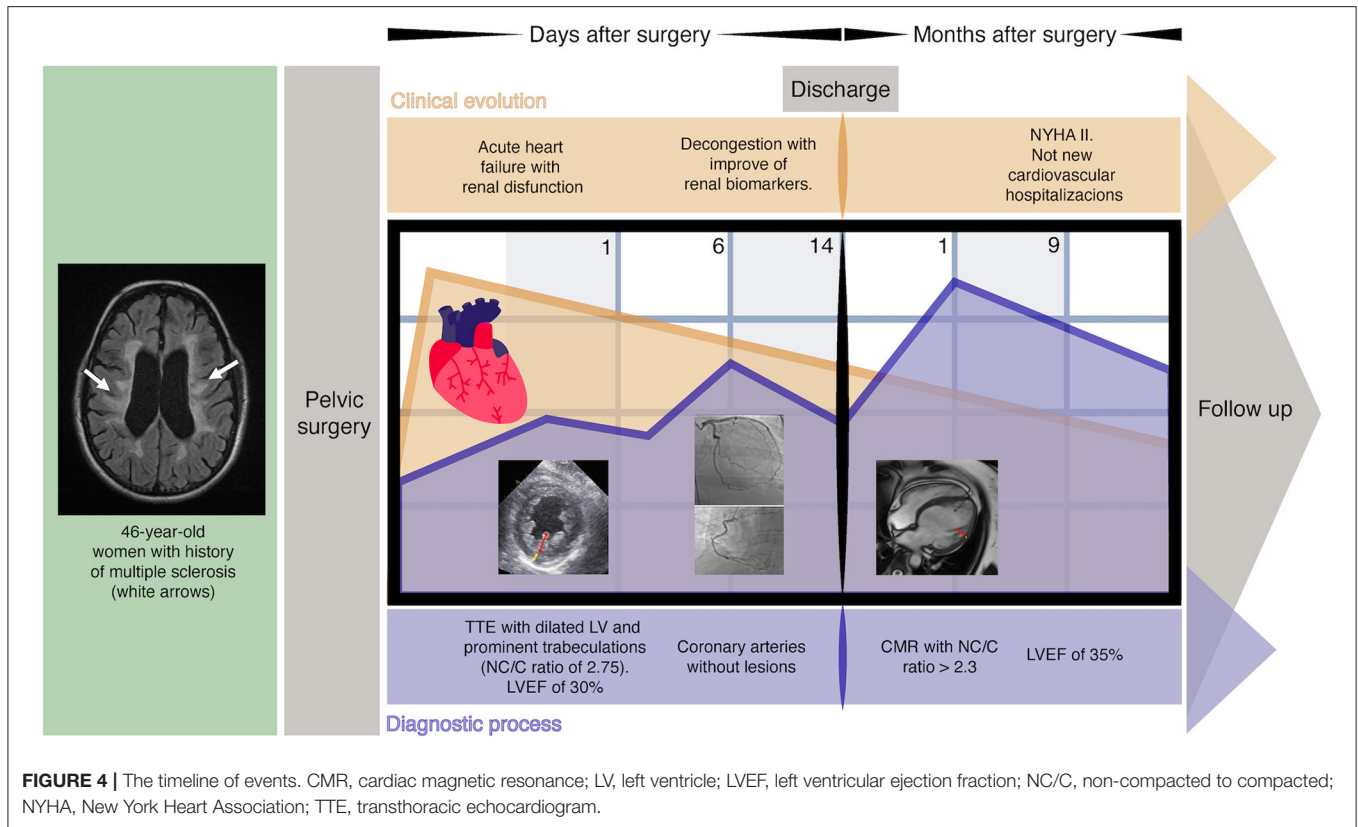 Days after surgery
Months after surgery
Discharge
Clinical evolution
Acute heart
failure with
renal disfunction
Decongestion with
improve of
renal biomarkers.
NYHA II.
Not new
cardiovascular
hospitalizacions
1
6
14
1
9
46-year-old
women with history
of multiple sclerosis
(white arrows)
Pelvic
surgery
Follow up
TTE with dilated LV and
prominent trabeculations
(NC/C ratio of 2.75).
LVEF of 30%
Coronary arteries
without lesions
CMR with NC/C
ratio > 2.3
LVEF of 35%
Diagnostic process
FIGURE 4 | The timeline of events. CMR, cardiac magnetic resonance; LV, left ventricle; LVEF, left ventricular ejection fraction; NC/C, non-compacted to compacted;
NYHA, New York Heart Association; TTE, transthoracic echocardiogram.